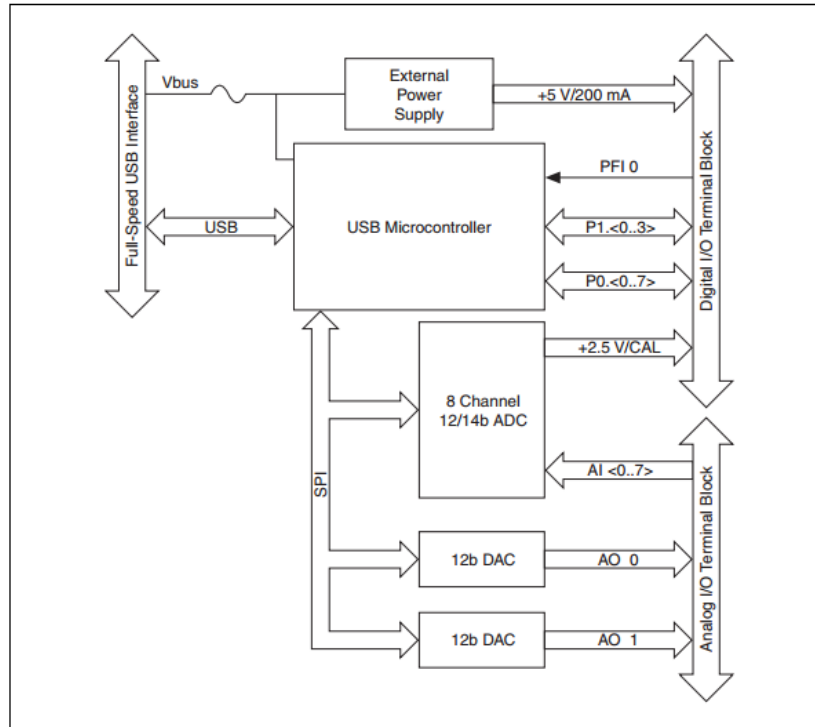 Full-Speed USB Interface
Vbus
External
Power
Supply
+5 V/200 mA
Digital I/O Terminal Block
PFI 0
USB
USB Microcontroller
P1.<0..3>
P0.<0..7>
+2.5 V/CAL
8 Channel
12/14b ADC
SPI
AI <0..7>
Analog I/O Terminal Block
12b DAC
AO 0
12b DAC
AO 1